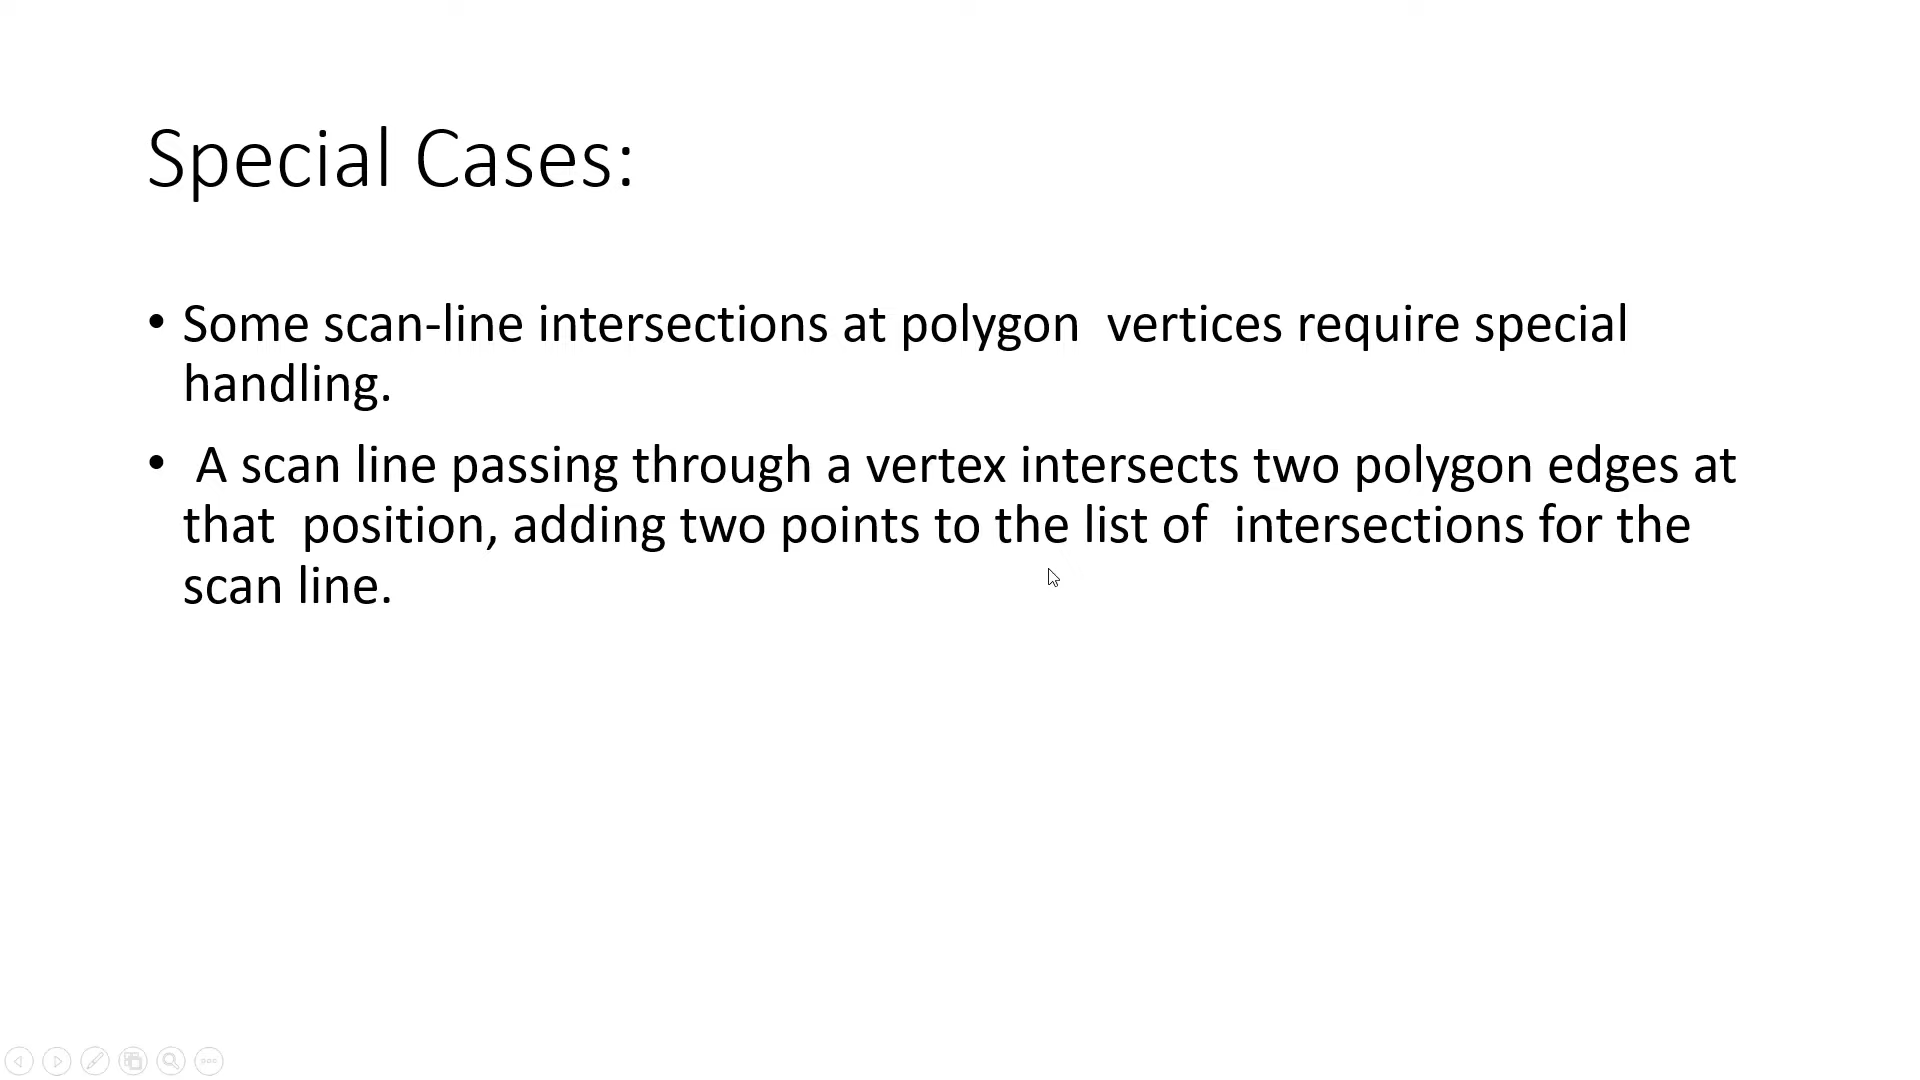 Special Cases:
• Some scan-line intersections at polygon  vertices require special
handling.
•  A scan line passing through a vertex intersects two polygon edges at
that  position, adding two points to the list of  intersections for the
scan line.